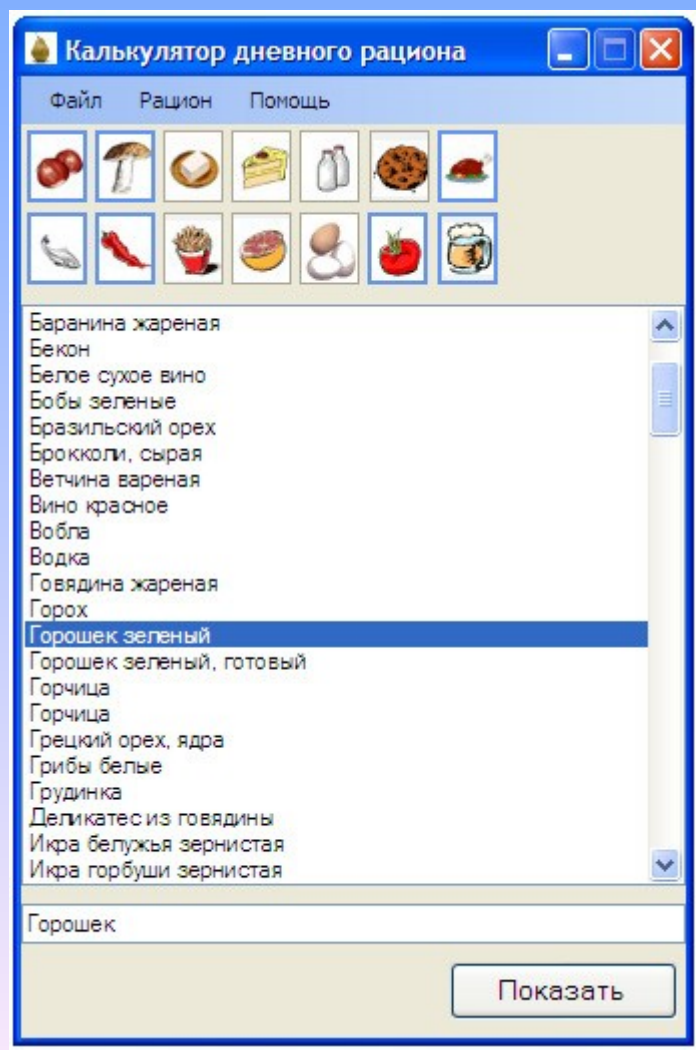 Калькулятор дневного рациона
Файл Рацион Помощь
Баранина жареная
Бекон
Белое сухое вино
Бобы зеленые
Бразильский орех
Брокколи, сырая
Ветчина вареная
Вино красное
Вобла
Водка
Говядина жареная
Горох
Горошек зеленый
Горошек зеленый, готовый
Горчица
Горчица
Грецкий орех, ядра
Грибы белые
Грудинка
Деликатес из говядины
Икра белужья зернистая
Икра горбуши зернистая
Горошек
Показать